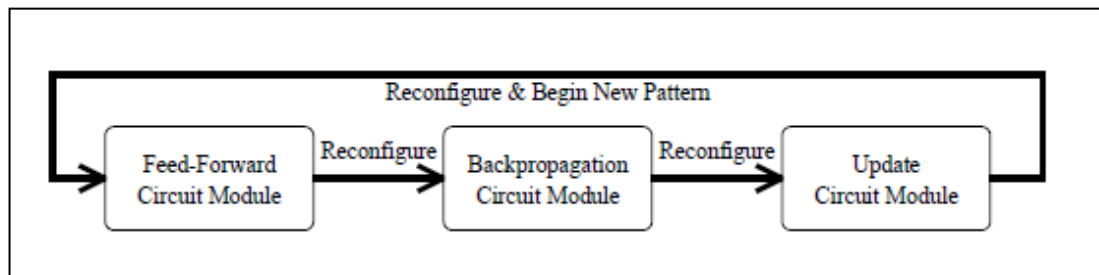 Reconfigure & Begin New Pattern
Feed-Forward
Circuit Module
Reconfigure
Backpropagation
Circuit Module
Reconfigure
Update
Circuit Module